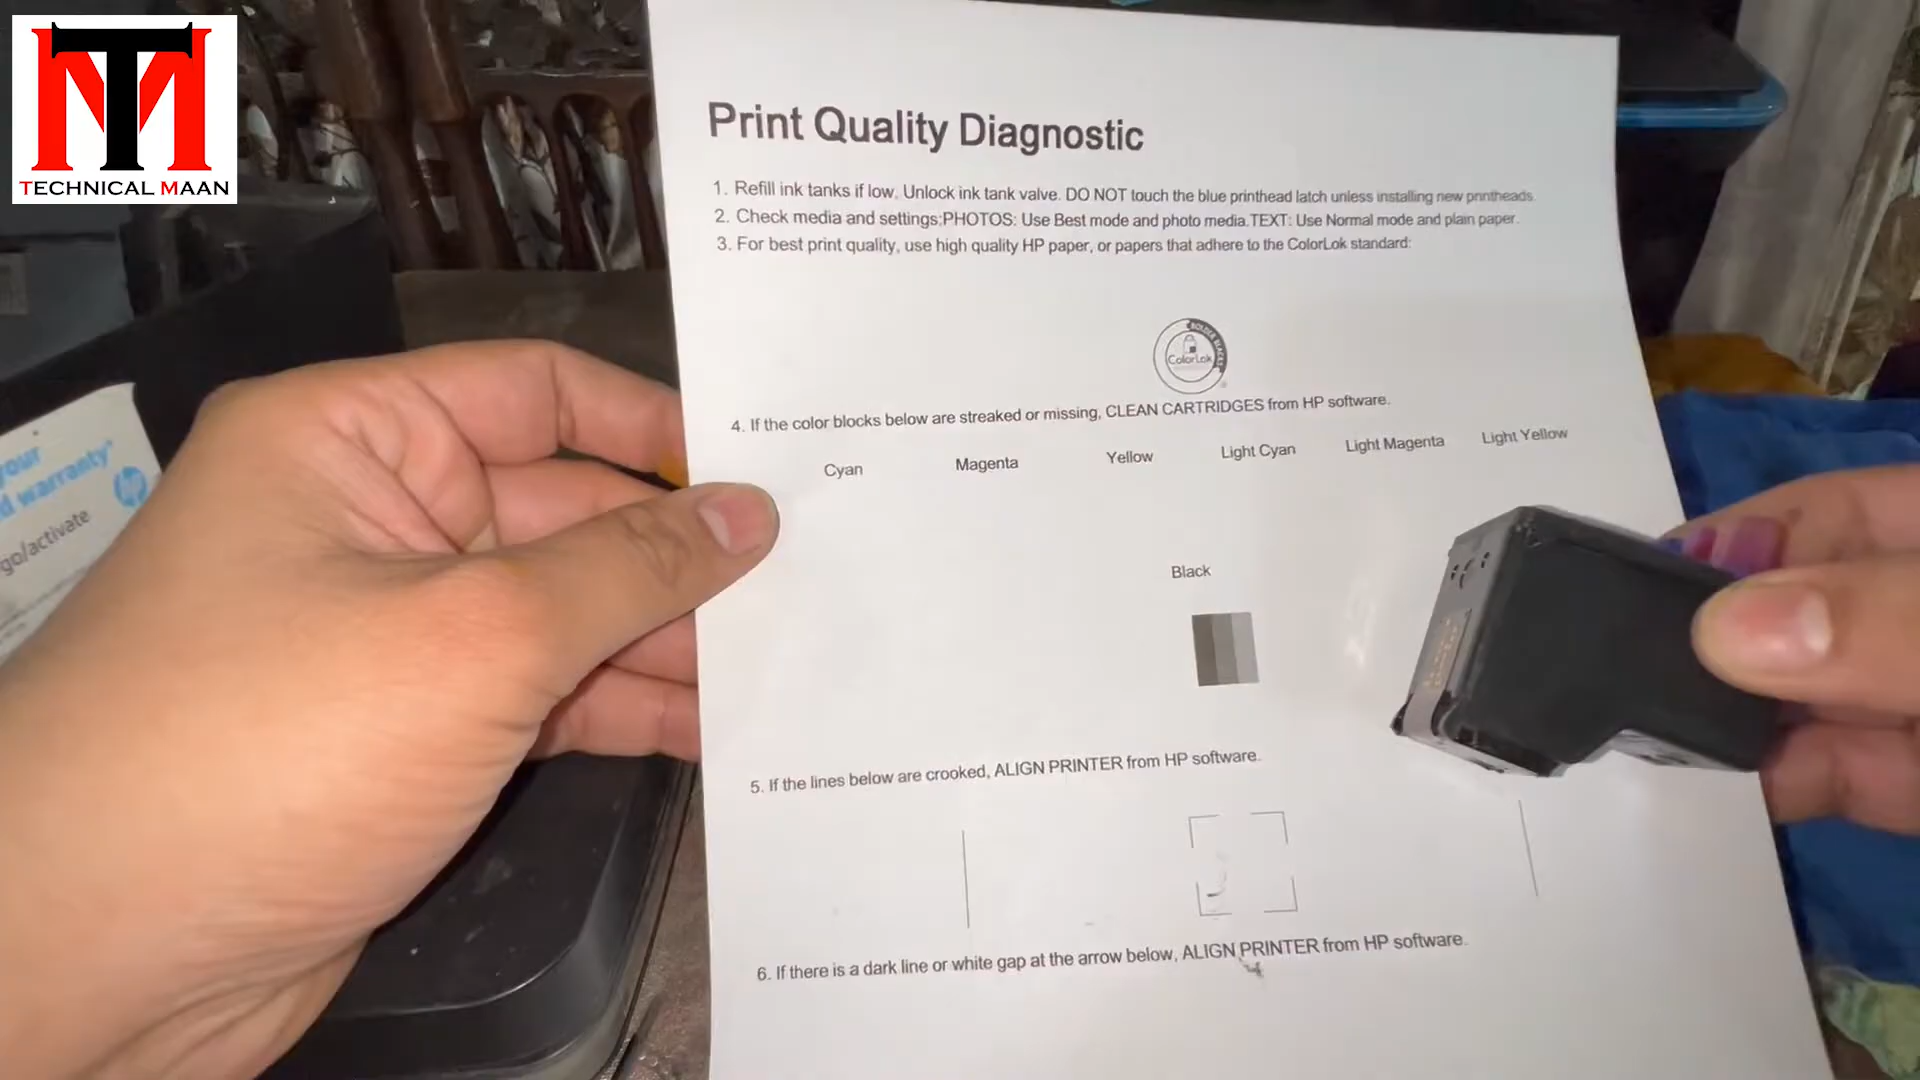 TM
TECHNICAL MAAN
Print Quality Diagnostic
1. Refill ink tanks if low. Unlock ink tank valve. DO NOT touch the blue printhead latch unless installing new printheads.
2. Check media and settings:PHOTOS: Use Best mode and photo media.TEXT: Use Normal mode and plain paper.
3. For best print quality, use high quality HP paper, or papers that adhere to the ColorLok standard:
BOLDER BLACKS
ColorLok
4. If the color blocks below are streaked or missing, CLEAN CARTRIDGES from HP software.
Cyan Magenta Yellow Light Cyan Light Magenta Light Yellow
Black
5. If the lines below are crooked, ALIGN PRINTER from HP software.
6. If there is a dark line or white gap at the arrow below, ALIGN PRINTER from HP software.
your
d warranty*
hp
go/activate